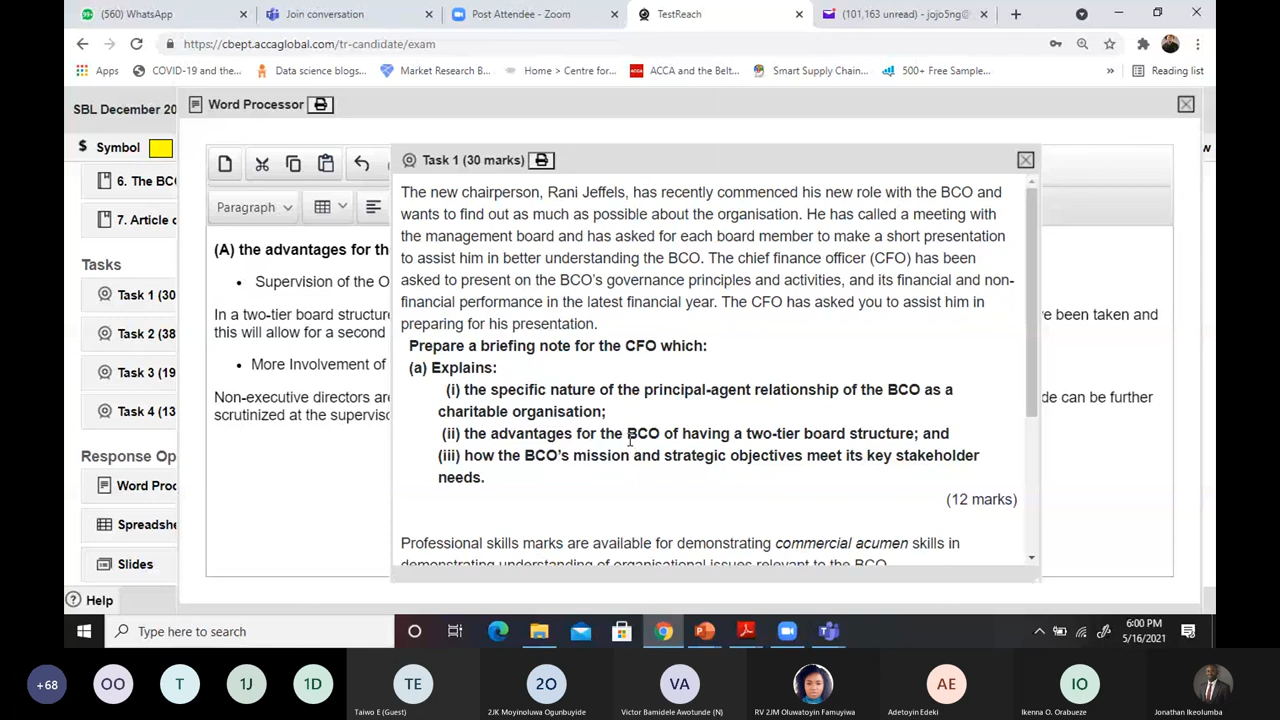 (560) WhatsApp
Join conversation
Post Attendee - Zoom
TestReach
(101,163 unread) - jojo5ng@
https://cbept.accaglobal.com/tr-candidate/exam
Apps
COVID-19 and the...
Data science blogs...
Market Research B...
Home > Centre for...
ACCA and the Belt...
Smart Supply Chain...
500+ Free Sample...
»
Reading list
SBL December 20
Word Processor
$ Symbol
w
Task 1 (30 marks)
6. The BC
7. Article o
Paragraph
The new chairperson, Rani Jeffels, has recently commenced his new role with the BCO and
wants to find out as much as possible about the organisation. He has called a meeting with
the management board and has asked for each board member to make a short presentation
to assist him in better understanding the BCO. The chief finance officer (CFO) has been
asked to present on the BCO's governance principles and activities, and its financial and non-
financial performance in the latest financial year. The CFO has asked you to assist him in
preparing for his presentation.
Prepare a briefing note for the CFO which:
(a) Explains:
(i) the specific nature of the principal-agent relationship of the BCO as a
charitable organisation;
(ii) the advantages for the BCO of having a two-tier board structure; and
(iii) how the BCO's mission and strategic objectives meet its key stakeholder
needs.
(12 marks)
Professional skills marks are available for demonstrating commercial acumen skills in
demonstrating understanding of organisational issues relevant to the BCO.
(A) the advantages for th
• Supervision of the O
In a two-tier board structure
ve been taken and
this will allow for a second
• More Involvement of
Non-executive directors are
de can be further
scrutinized at the superviso
Tasks
Task 1 (30
Task 2 (38
Task 3 (19
Task 4 (13
Response Op
Word Proc
Spreadshe
Slides
Help
Type here to search
6:00 PM
5/16/2021
+68
OO
T
1J
1D
TE
2O
VA
AE
IO
Taiwo E (Guest)
2JK Moyinoluwa Ogunbuyide
Victor Bamidele Awotunde (N)
RV 2JM Oluwatoyin Famuyiwa
Adetoyin Edeki
Ikenna O. Orabueze
Jonathan Ikeolumba